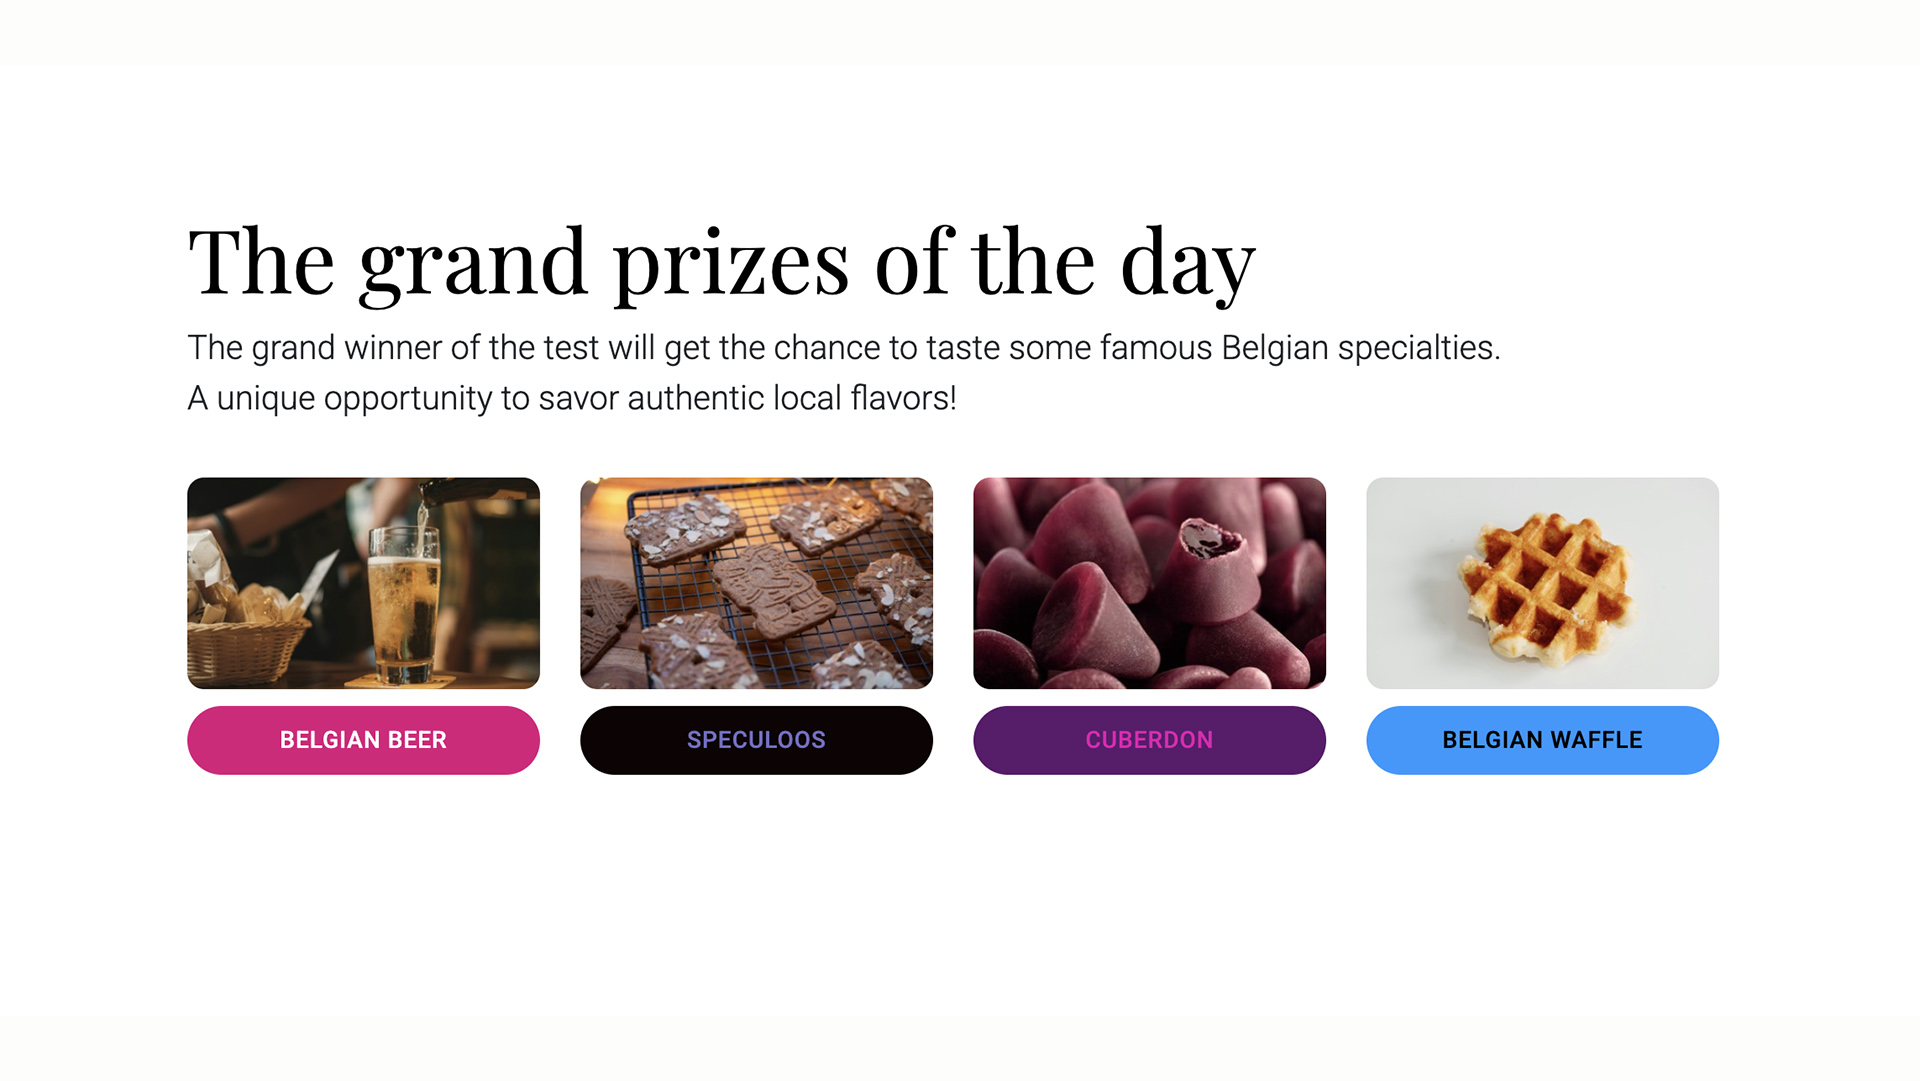 The grand prizes of the day
The grand winner of the test will get the chance to taste some famous Belgian specialties.
A unique opportunity to savor authentic local flavors!
BELGIAN BEER
SPECULOOS
CUBERDON
BELGIAN WAFFLE